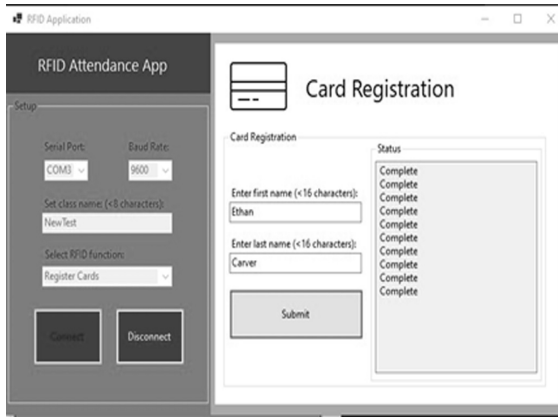 RFID Application
RFID Attendance App
Setup
Serial Port:
Baud Rate:
COM3
9600
Set class name: (<8 characters):
NewTest
Select RFID function:
Register Cards
Connect
Disconnect
Card Registration
Card Registration
Enter first name (<16 characters):
Ethan
Enter last name (<16 characters):
Carver
Submit
Status
Complete
Complete
Complete
Complete
Complete
Complete
Complete
Complete
Complete
Complete